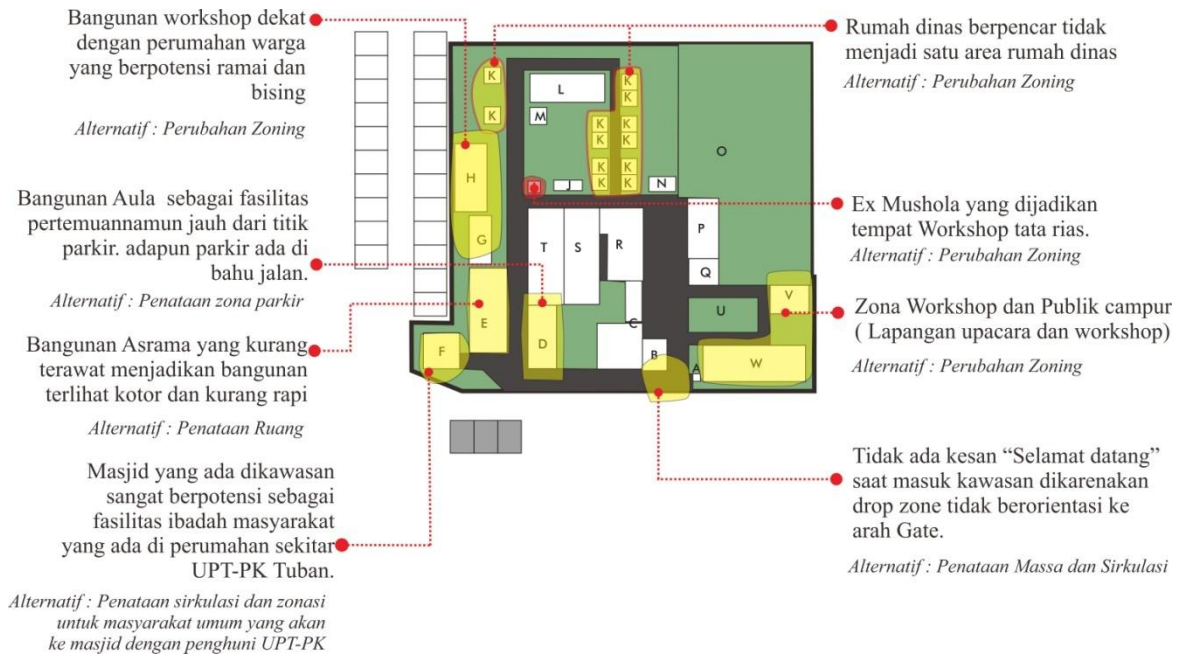 Bangunan workshop dekat
dengan perumahan warga
yang berpotensi ramai dan
bising
Alternatif : Perubahan Zoning
Bangunan Aula sebagai fasilitas
pertemuannamun jauh dari titik
parkir. adapun parkir ada di
bahu jalan.
Alternatif : Penataan zona parkir
Bangunan Asrama yang kurang
terawat menjadikan bangunan
terlihat kotor dan kurang rapi
Alternatif : Penataan Ruang
Masjid yang ada dikawasan
sangat berpotensi sebagai
fasilitas ibadah masyarakat
yang ada di perumahan sekitar
UPT-PK Tuban.
Alternatif : Penataan sirkulasi dan zonasi
untuk masyarakat umum yang akan
ke masjid dengan penghuni UPT-PK
K
K
L
M
K
K
K
K
K
K
K
K
K
K
H
J
N
O
G
T
S
R
P
Q
E
D
C
B
F
U
V
A
W
Rumah dinas berpencar tidak
menjadi satu area rumah dinas
Alternatif : Perubahan Zoning
Ex Mushola yang dijadikan
tempat Workshop tata rias.
Alternatif : Perubahan Zoning
Zona Workshop dan Publik campur
( Lapangan upacara dan workshop)
Alternatif : Perubahan Zoning
Tidak ada kesan “Selamat datang”
saat masuk kawasan dikarenakan
drop zone tidak berorientasi ke
arah Gate.
Alternatif : Penataan Massa dan Sirkulasi